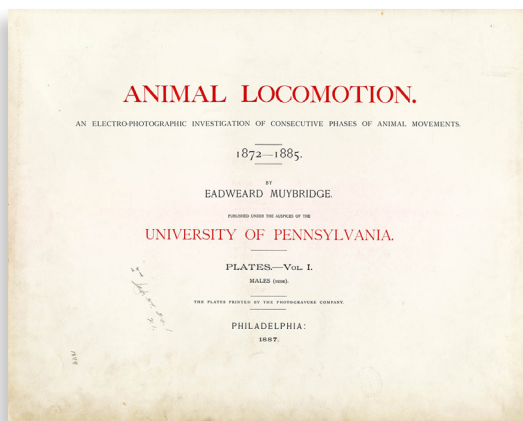 ANIMAL LOCOMOTION.
AN ELECTRO-PHOTOGRAPHIC INVESTIGATION OF CONSECUTIVE PHASES OF ANIMAL MOVEMENTS.
1872—1885.
BY
EADWEARD MUYBRIDGE.
PUBLISHED UNDER THE AUSPICES OF THE
UNIVERSITY OF PENNSYLVANIA.
PLATES.—Vol. I.
MALES (NUDE).
THE PLATES PRINTED BY THE PHOTOGRAVURE COMPANY.
PHILADELPHIA:
1887.